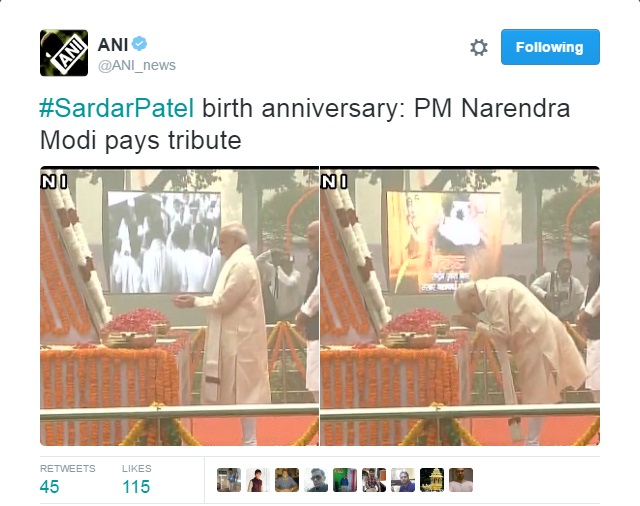 ANI
@ANI_news
Following
#SardarPatel birth anniversary: PM Narendra
Modi pays tribute
NI
NI
RETWEETS
LIKES
45
115